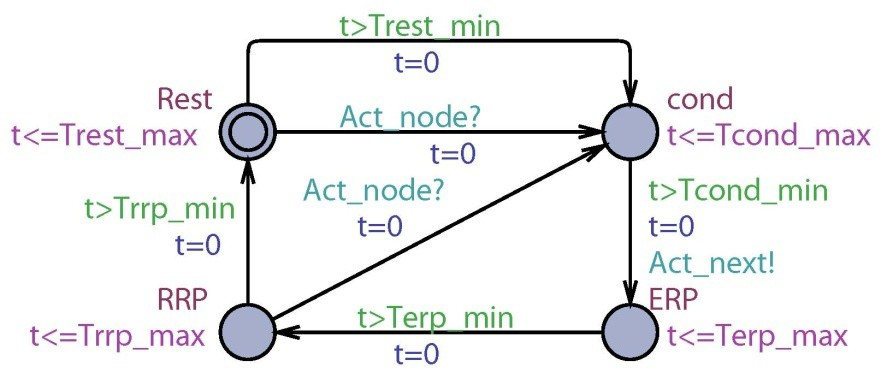 t>Trest_min
t=0
Rest
t<=Trest_max
Act_node?
t=0
cond
t<=Tcond_max
t>Trrp_min
t=0
Act_node?
t=0
t>Tcond_min
t=0
Act_next!
RRP
t<=Trrp_max
t>Terp_min
t=0
ERP
t<=Terp_max